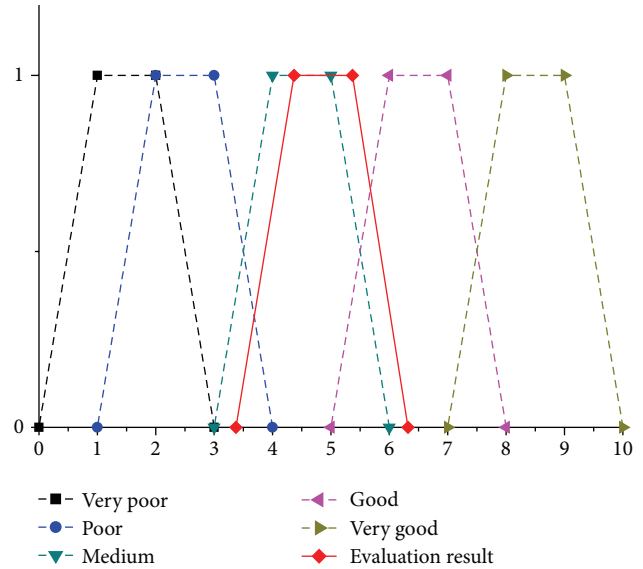 1
0
0 1 2 3 4 5 6 7 8 9 10
Very poor
Poor
Medium
Good
Very good
Evaluation result